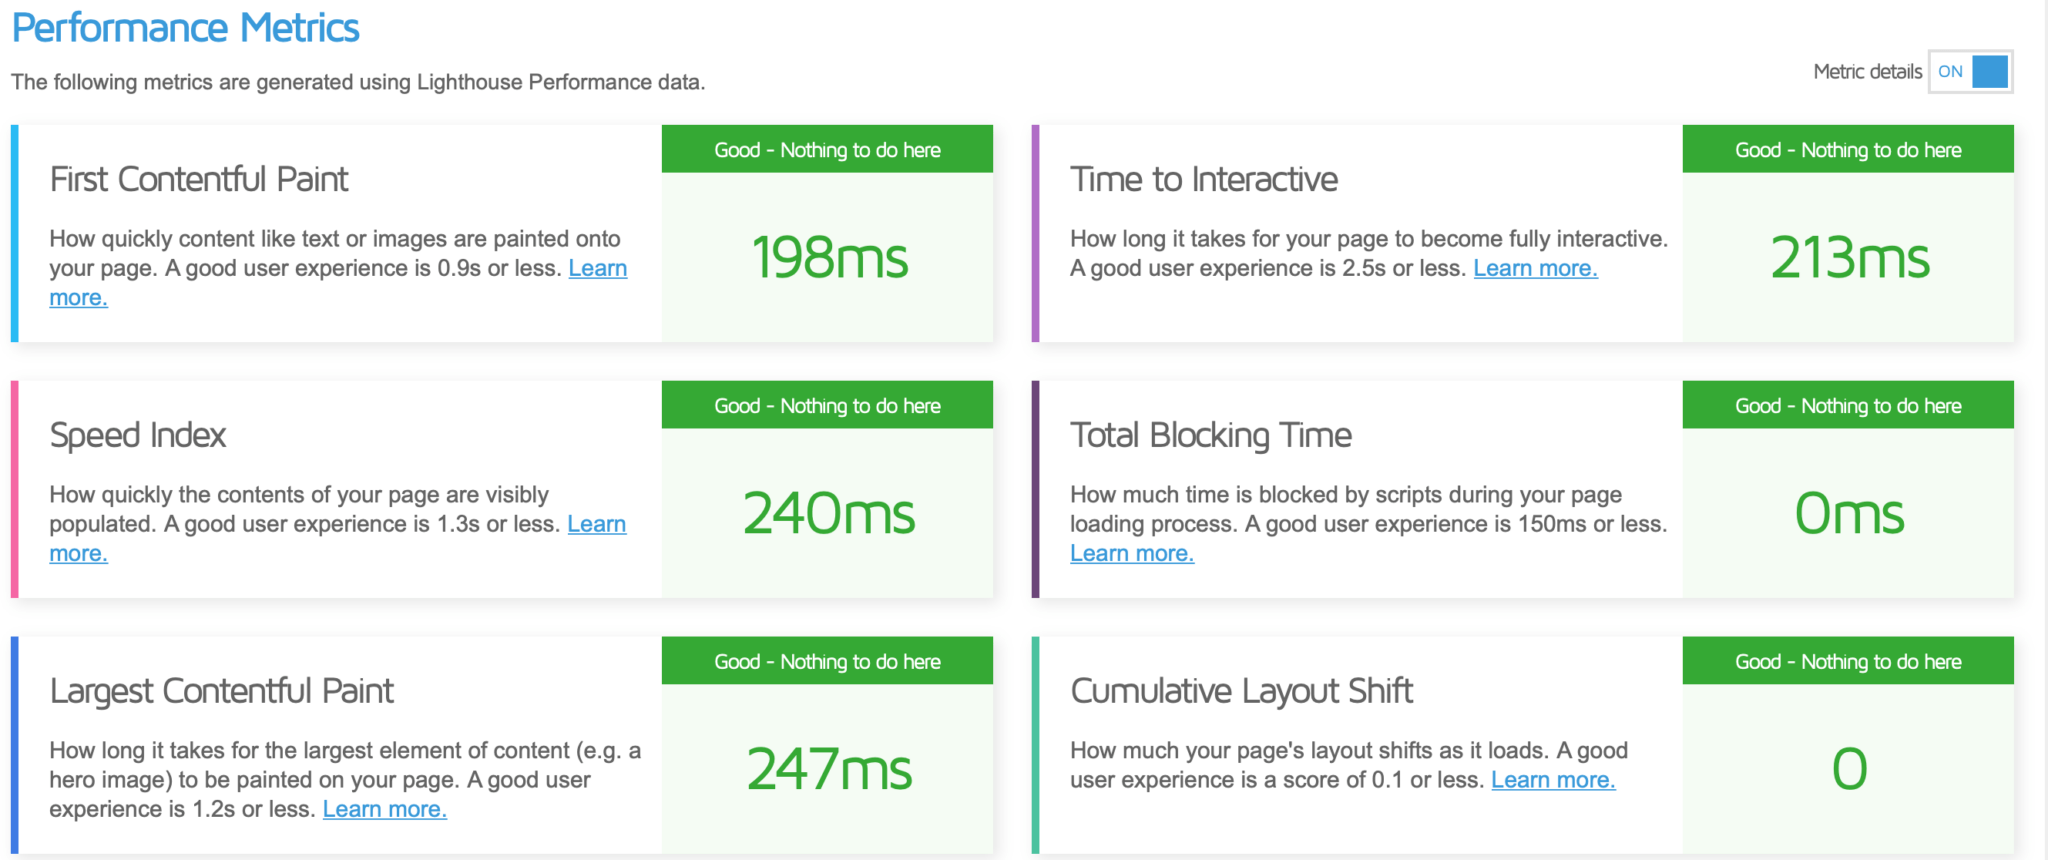 Performance Metrics
The following metrics are generated using Lighthouse Performance data.
Metric details ON
First Contentful Paint
How quickly content like text or images are painted onto
your page. A good user experience is 0.9s or less. Learn
more.
Good - Nothing to do here
198ms
Time to Interactive
How long it takes for your page to become fully interactive.
A good user experience is 2.5s or less. Learn more.
Good - Nothing to do here
213ms
Speed Index
How quickly the contents of your page are visibly
populated. A good user experience is 1.3s or less. Learn
more.
Good - Nothing to do here
240ms
Total Blocking Time
How much time is blocked by scripts during your page
loading process. A good user experience is 150ms or less.
Learn more.
Good - Nothing to do here
0ms
Largest Contentful Paint
How long it takes for the largest element of content (e.g. a
hero image) to be painted on your page. A good user
experience is 1.2s or less. Learn more.
Good - Nothing to do here
247ms
Cumulative Layout Shift
How much your page's layout shifts as it loads. A good
user experience is a score of 0.1 or less. Learn more.
Good - Nothing to do here
0